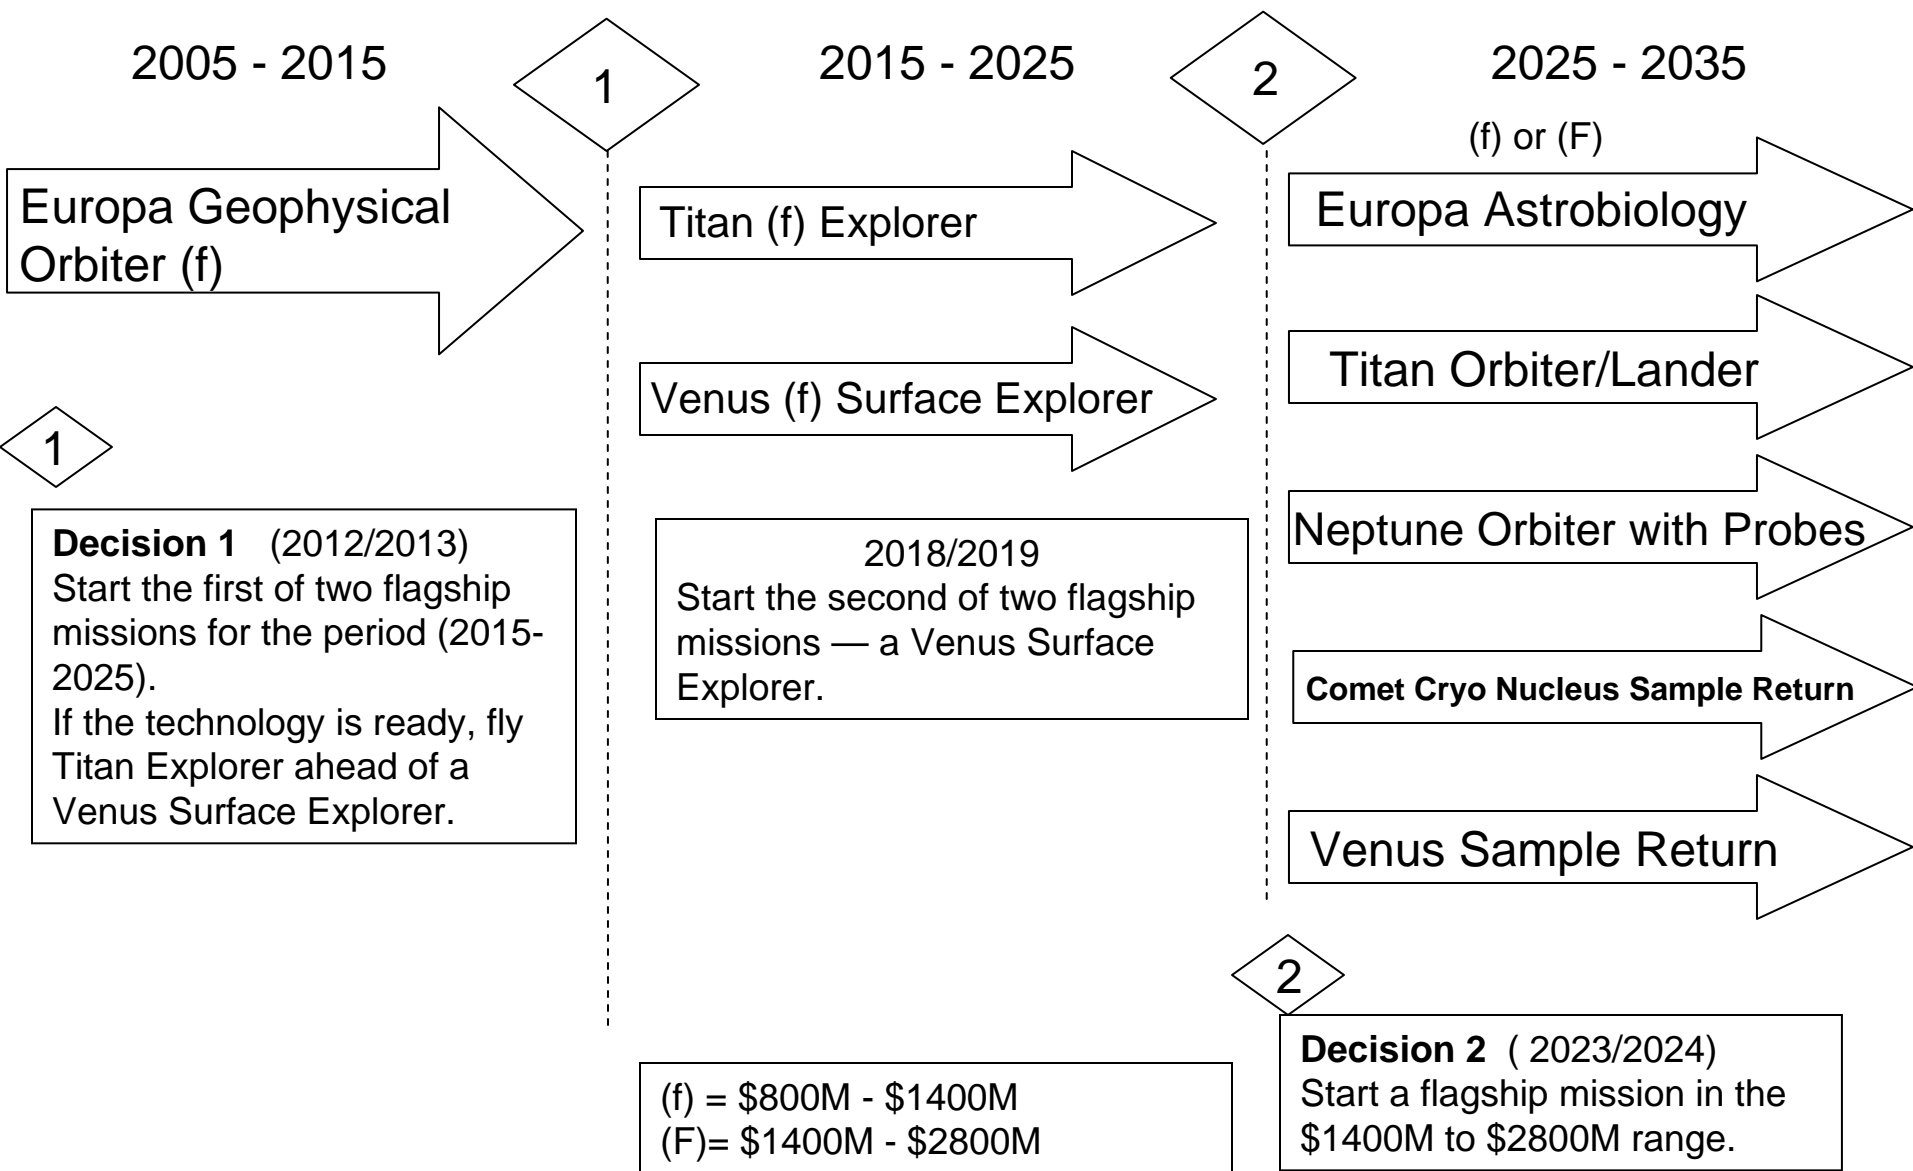 2005 - 2015
1
2015 - 2025
2
2025 - 2035
(f) or (F)
Europa Geophysical
Orbiter (f)
Titan (f) Explorer
Venus (f) Surface Explorer
Europa Astrobiology
Titan Orbiter/Lander
Neptune Orbiter with Probes
Comet Cryo Nucleus Sample Return
Venus Sample Return
1
Decision 1 (2012/2013)
Start the first of two flagship
missions for the period (2015-
2025).
If the technology is ready, fly
Titan Explorer ahead of a
Venus Surface Explorer.
2018/2019
Start the second of two flagship
missions — a Venus Surface
Explorer.
2
Decision 2 ( 2023/2024)
Start a flagship mission in the
$1400M to $2800M range.
(f) = $800M - $1400M
(F)= $1400M - $2800M